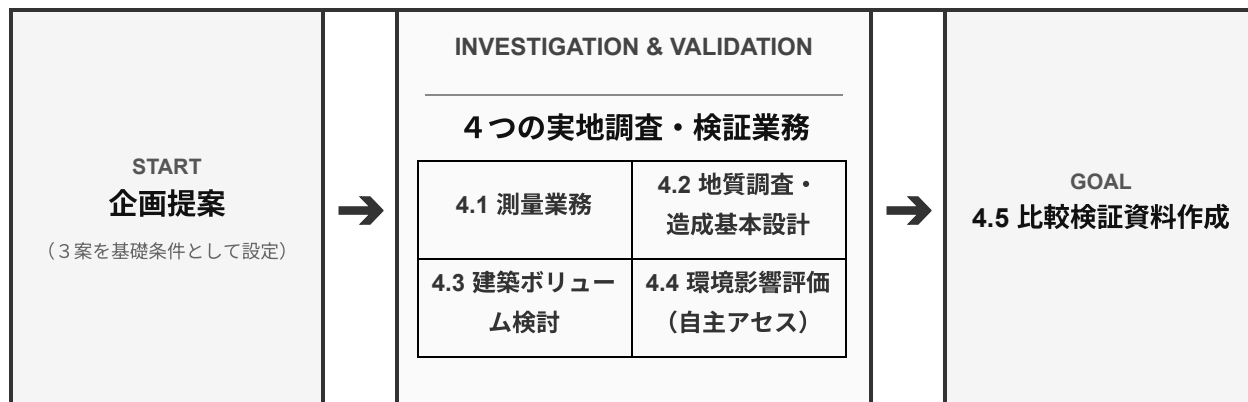 START
企画提案
（３案を基礎条件として設定）
➔
INVESTIGATION & VALIDATION
４つの実地調査・検証業務
4.1 測量業務
4.2 地質調査・
造成基本設計
4.3 建築ボリュー
ム検討
4.4 環境影響評価
（自主アセス）
➔
GOAL
4.5 比較検証資料作成